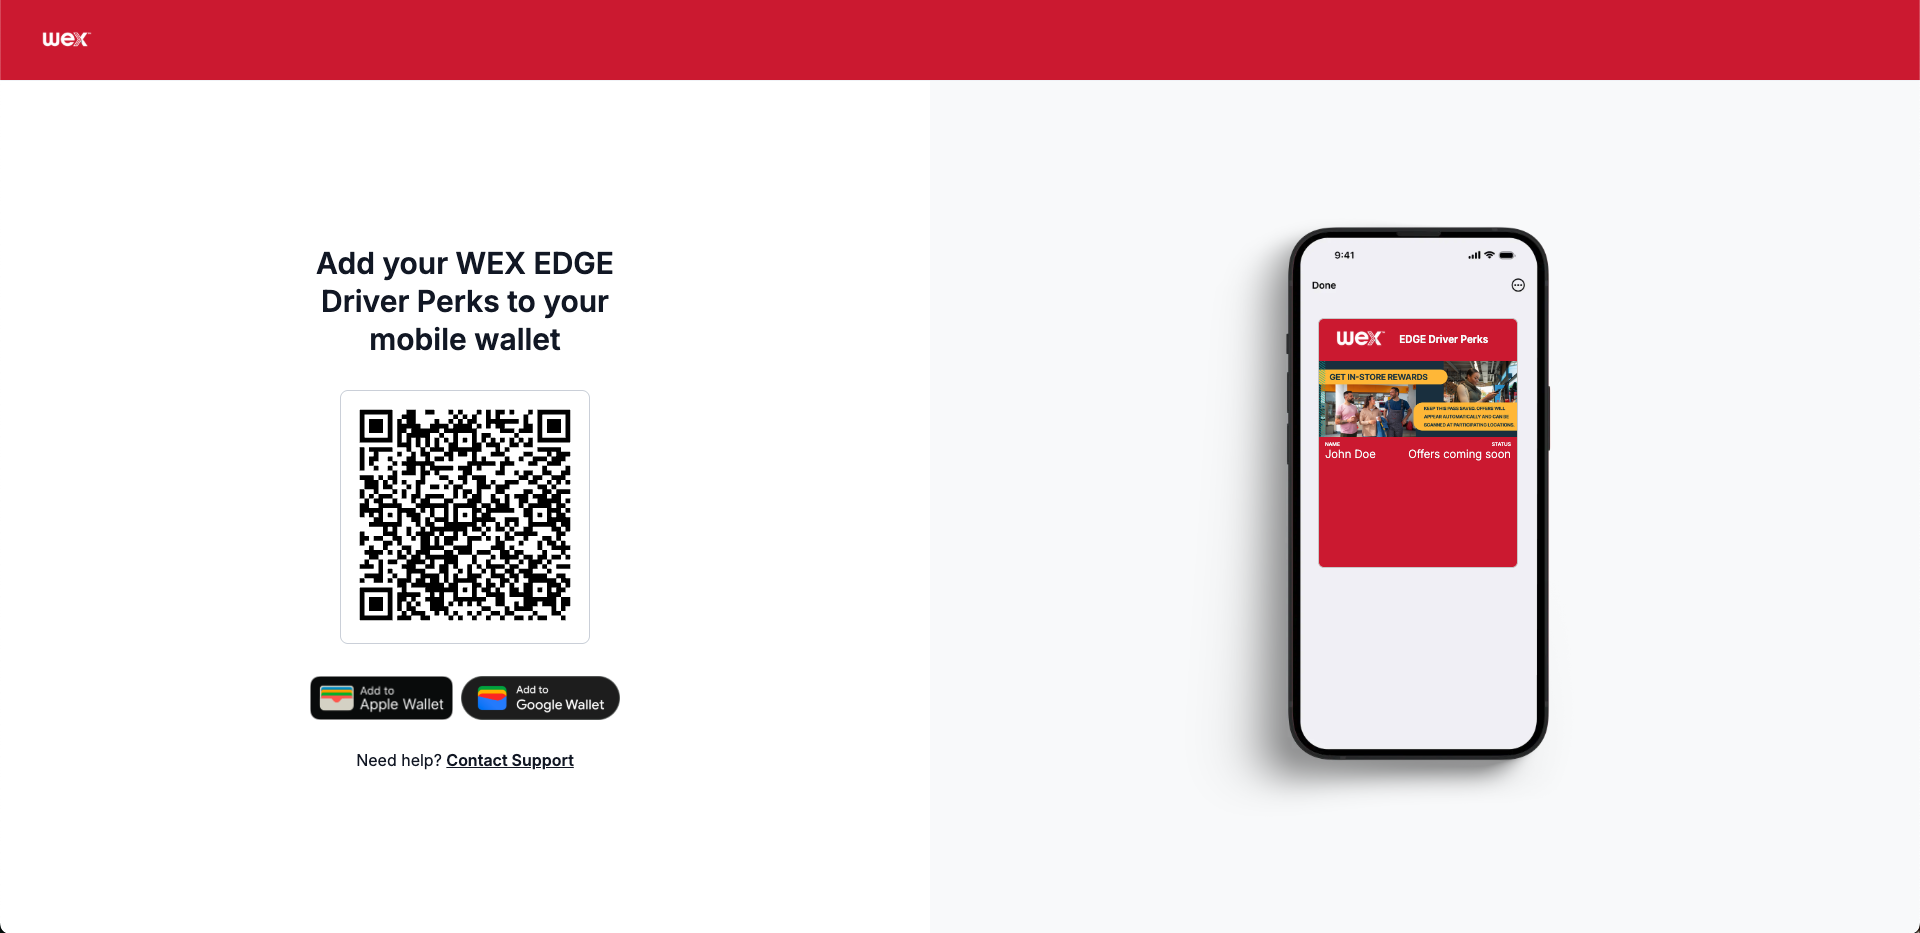 wex
Add your WEX EDGE
Driver Perks to your
mobile wallet
Add to
Apple Wallet
Add to
Google Wallet
Need help? Contact Support
9:41
Done
wex EDGE Driver Perks
GET IN-STORE REWARDS
KEEP THIS PASS SAVED. OFFERS WILL
APPEAR AUTOMATICALLY AND CAN BE
SCANNED AT PARTICIPATING LOCATIONS.
NAME STATUS
John Doe Offers coming soon